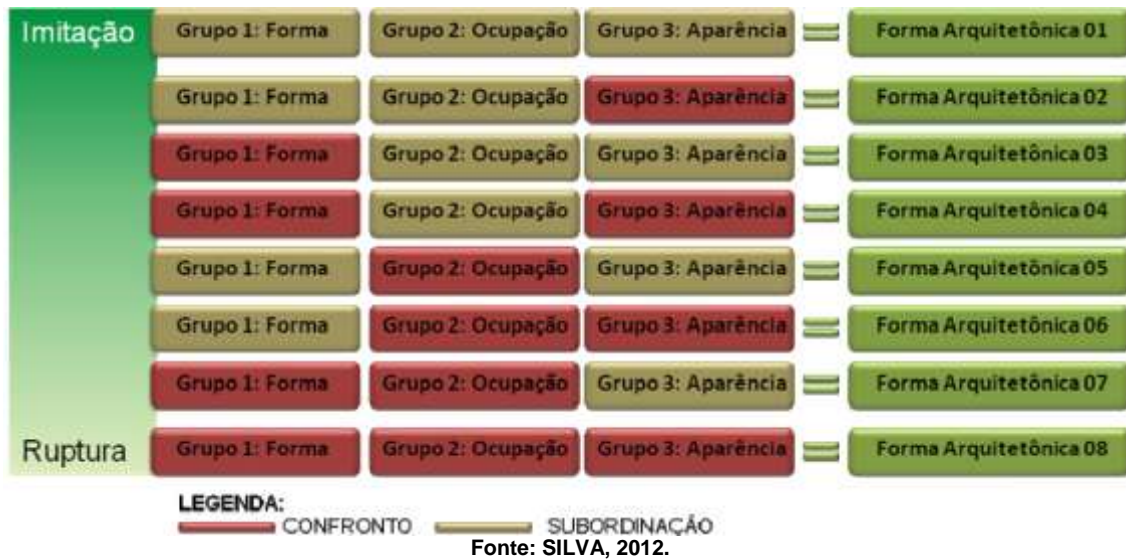 Imitação Grupo 1: Forma Grupo 2: Ocupação Grupo 3: Aparência = Forma Arquitetônica 01
Grupo 1: Forma Grupo 2: Ocupação Grupo 3: Aparência = Forma Arquitetônica 02
Grupo 1: Forma Grupo 2: Ocupação Grupo 3: Aparência = Forma Arquitetônica 03
Grupo 1: Forma Grupo 2: Ocupação Grupo 3: Aparência = Forma Arquitetônica 04
Grupo 1: Forma Grupo 2: Ocupação Grupo 3: Aparência = Forma Arquitetônica 05
Grupo 1: Forma Grupo 2: Ocupação Grupo 3: Aparência = Forma Arquitetônica 06
Grupo 1: Forma Grupo 2: Ocupação Grupo 3: Aparência = Forma Arquitetônica 07
Ruptura Grupo 1: Forma Grupo 2: Ocupação Grupo 3: Aparência = Forma Arquitetônica 08
LEGENDA:
CONFRONTO SUBORDINAÇÃO
Fonte: SILVA, 2012.